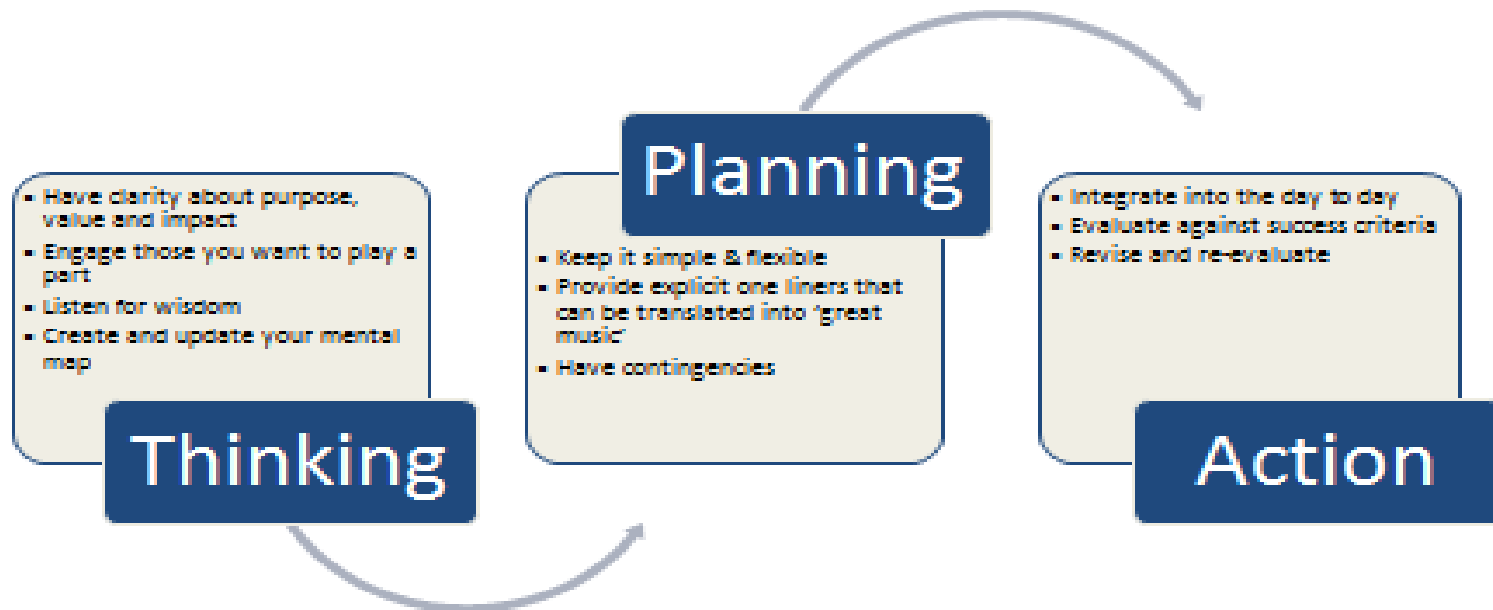 ▪ Have clarity about purpose,
value and impact
▪ Engage those you want to play a
part
▪ Listen for wisdom
▪ Create and update your mental
map
Thinking
Planning
▪ Keep it simple & flexible
▪ Provide explicit one liners that
can be translated into "great
music"
▪ Have contingencies
▪ Integrate into the day to day
▪ Evaluate against success criteria
▪ Revise and re-evaluate
Action